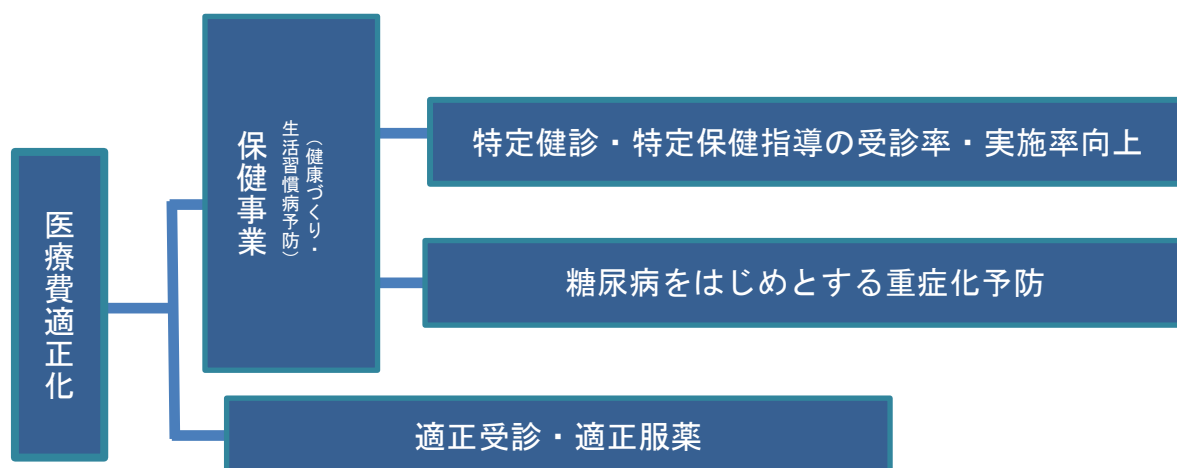 医療費適正化
保健事業
（健康づくり・
生活習慣病予防）
特定健診・特定保健指導の受診率・実施率向上
糖尿病をはじめとする重症化予防
適正受診・適正服薬